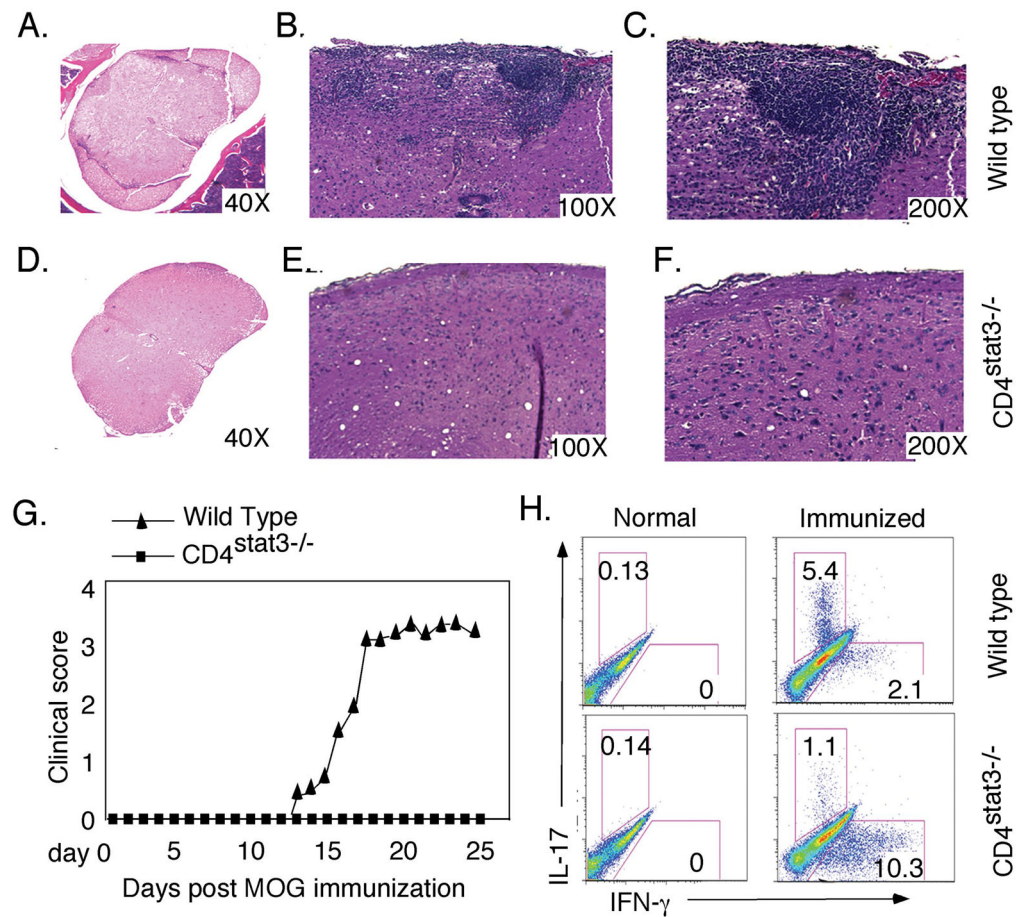 A.
B.
C.
40X
100X
200X
Wild type
D.
E.
F.
40X
100X
200X
CD4stat3-/-
G.
Wild Type
CD4stat3-/-
4
3
2
1
0
Clinical score
day 0 5 10 15 20 25
Days post MOG immunization
H.
Normal
Immunized
0.13
0
5.4
2.1
Wild type
0.14
0
1.1
10.3
CD4stat3-/-
IL-17
IFN-γ